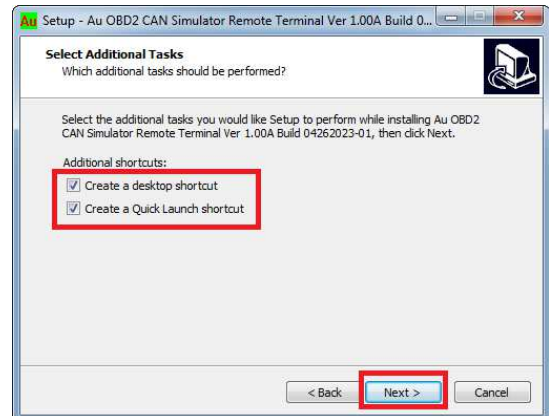 Au Setup - Au OBD2 CAN Simulator Remote Terminal Ver 1.00A Build 0...
Select Additional Tasks
Which additional tasks should be performed?
Select the additional tasks you would like Setup to perform while installing Au OBD2
CAN Simulator Remote Terminal Ver 1.00A Build 04262023-01, then click Next.
Additional shortcuts:
Create a desktop shortcut
Create a Quick Launch shortcut
< Back Next > Cancel